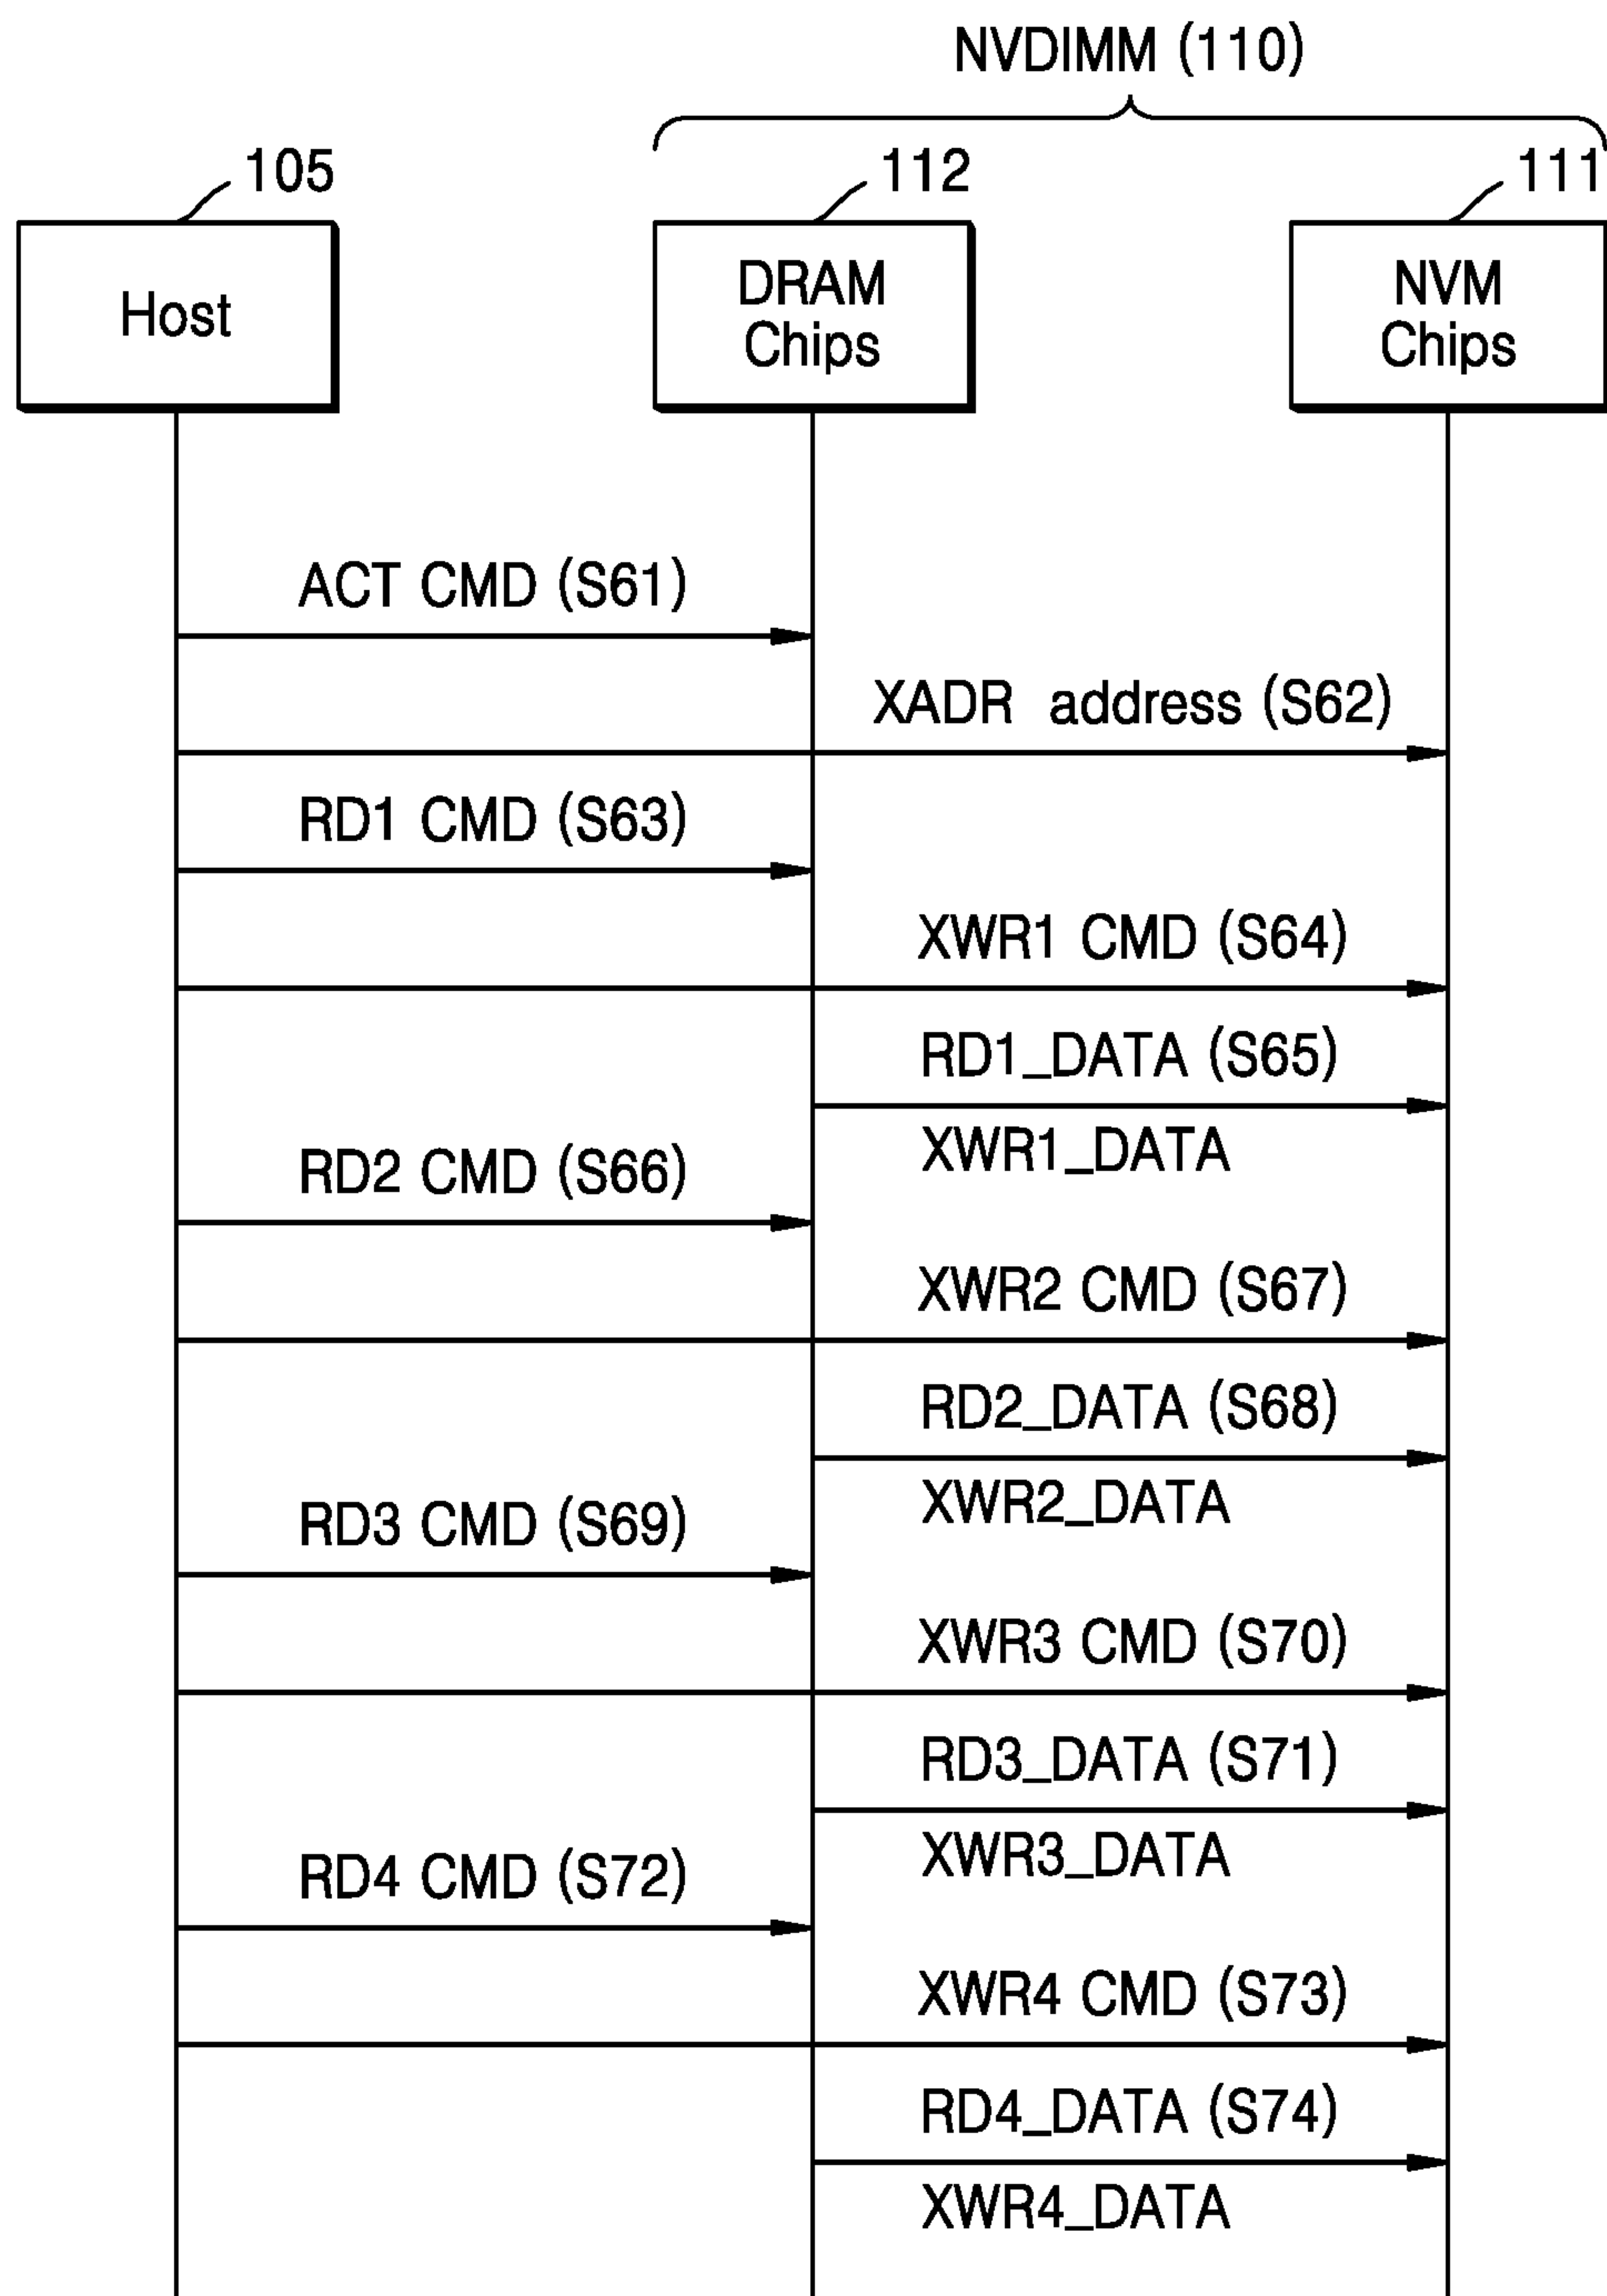 NVDIMM (110)
105
112
111
Host
DRAM
Chips
NVM
Chips
ACT CMD (S61)
XADR address (S62)
RD1 CMD (S63)
XWR1 CMD (S64)
RD1_DATA (S65)
XWR1_DATA
RD2 CMD (S66)
XWR2 CMD (S67)
RD2_DATA (S68)
XWR2_DATA
RD3 CMD (S69)
XWR3 CMD (S70)
RD3_DATA (S71)
XWR3_DATA
RD4 CMD (S72)
XWR4 CMD (S73)
RD4_DATA (S74)
XWR4_DATA